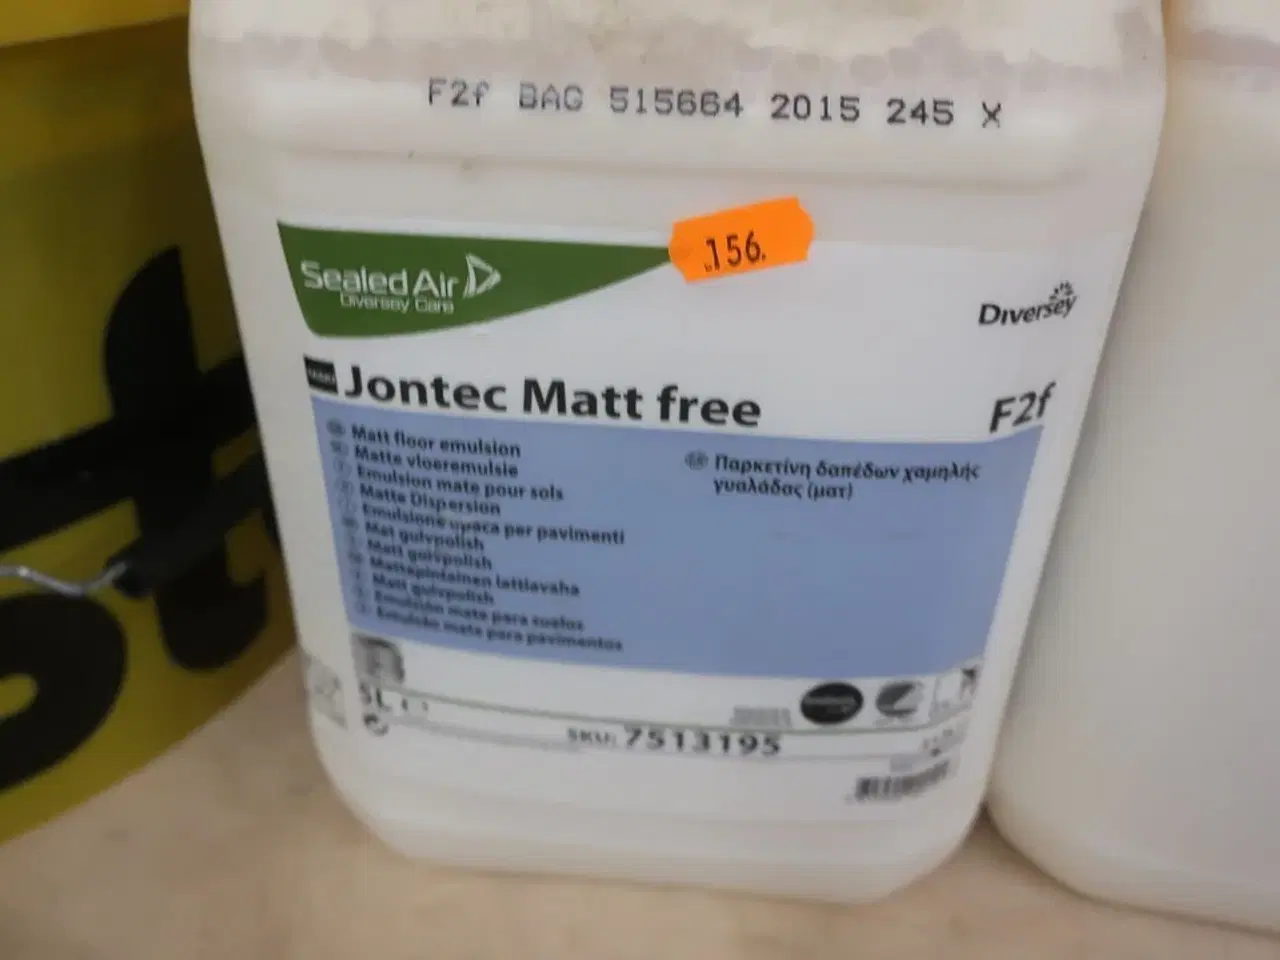 F2f BAG 515664 2015 245 X
156.
Sealed Air
Diversey Care
Diversey
Jontec Matt free
F2f
Matt floor emulsion
Matte vloeremulsie
Emulsion mate pour sols
Matte Dispersion
Emulsione opaca per pavimenti
Mat gulvpolish
Matt gulvpolish
Mattapintainen lattiavaha
Matt golvpolish
Emulsión mate para suelos
Emulsão mate para pavimentos
Παρκετίνη δαπέδων χαμηλής
γυαλάδας (ματ)
5L
SKU: 7513195